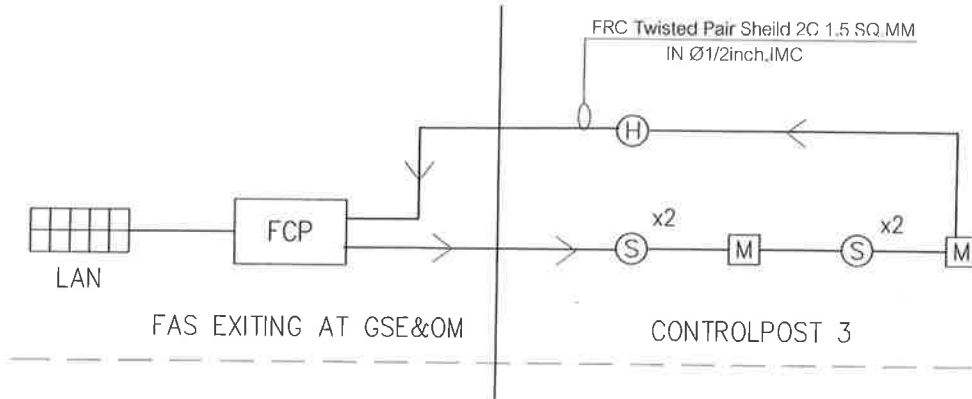 FRC Twisted Pair Sheild 2C 1.5 SQ.MM
IN Ø1/2inch.IMC
H
x2
x2
FCP
S
M
S
M
LAN
FAS EXITING AT GSE&OM
CONTROLPOST 3